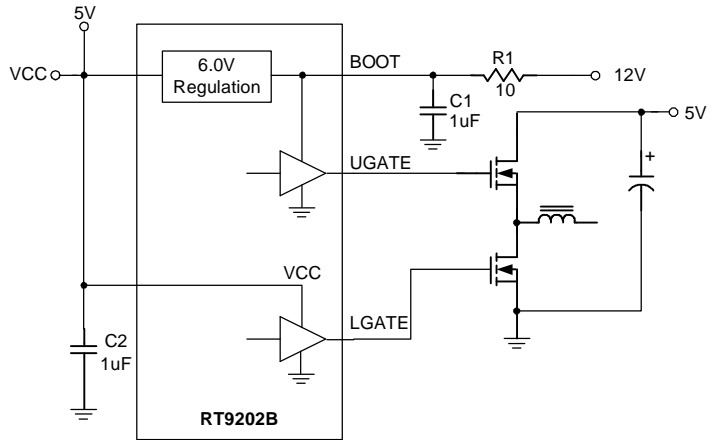 5V
VCC
6.0V
Regulation
BOOT
R1
10
12V
C1
1uF
5V
UGATE
+
VCC
LGATE
C2
1uF
RT9202B